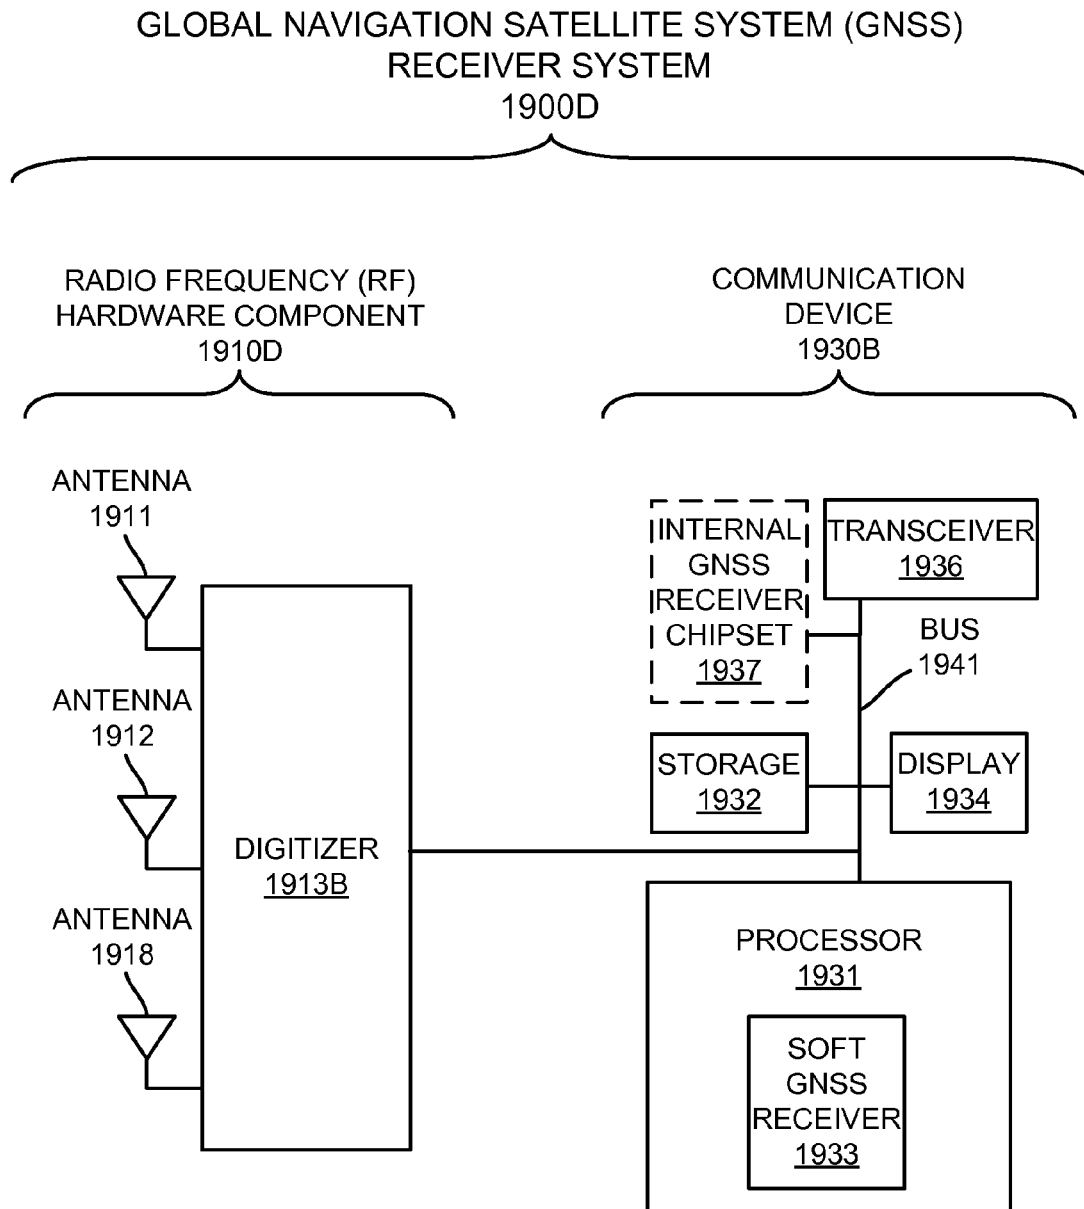 GLOBAL NAVIGATION SATELLITE SYSTEM (GNSS)
RECEIVER SYSTEM
1900D
RADIO FREQUENCY (RF)
HARDWARE COMPONENT
1910D
COMMUNICATION
DEVICE
1930B
ANTENNA
1911
ANTENNA
1912
ANTENNA
1918
DIGITIZER
1913B
INTERNAL
GNSS
RECEIVER
CHIPSET
1937
TRANSCEIVER
1936
BUS
1941
STORAGE
1932
DISPLAY
1934
PROCESSOR
1931
SOFT
GNSS
RECEIVER
1933